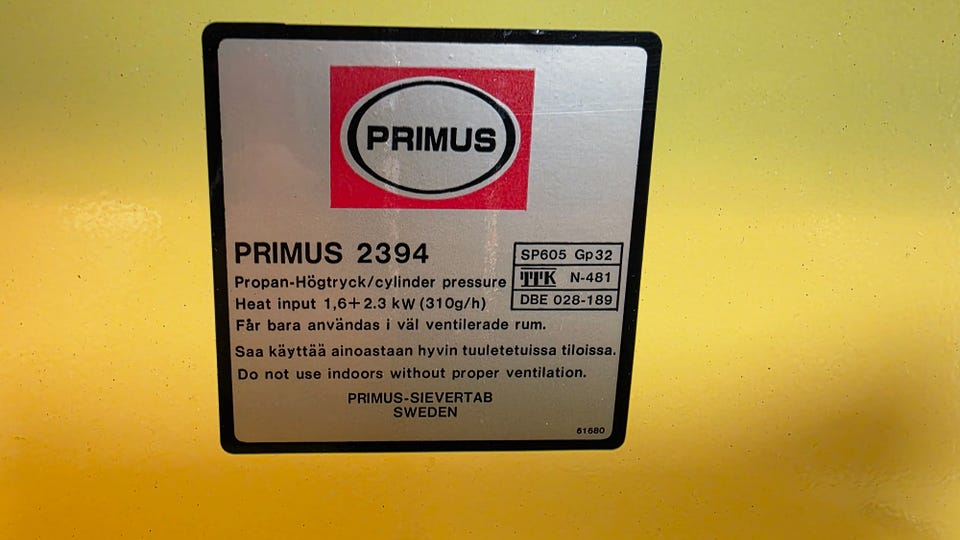 PRIMUS
PRIMUS 2394
SP605 Gp32
TTK N-481
DBE 028-189
Propan-Högtryck/cylinder pressure
Heat input 1,6+2.3 kW (310g/h)
Får bara användas i väl ventilerade rum.
Saa käyttää ainoastaan hyvin tuuletetuissa tiloissa.
Do not use indoors without proper ventilation.
PRIMUS-SIEVERTAB
SWEDEN
61680